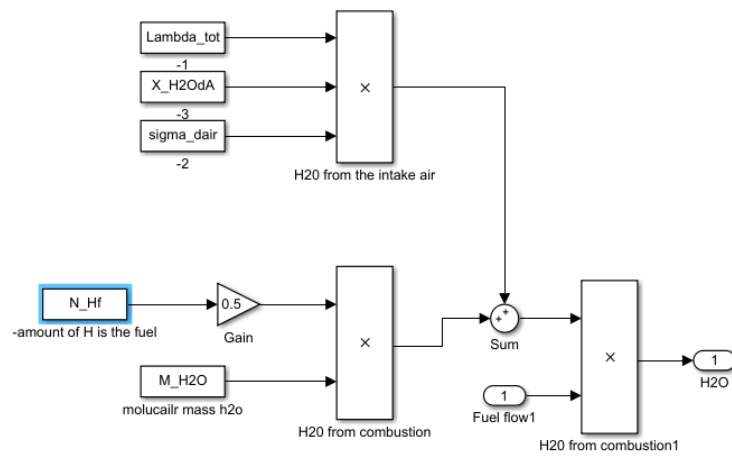 Lambda_tot
-1
X_H2OdA
-3
sigma_dair
-2
×
H20 from the intake air
N_Hf
-amount of H is the fuel
0.5
Gain
M_H2O
molucailr mass h2o
×
H20 from combustion
+
+
Sum
1
Fuel flow1
×
H20 from combustion1
1
H2O